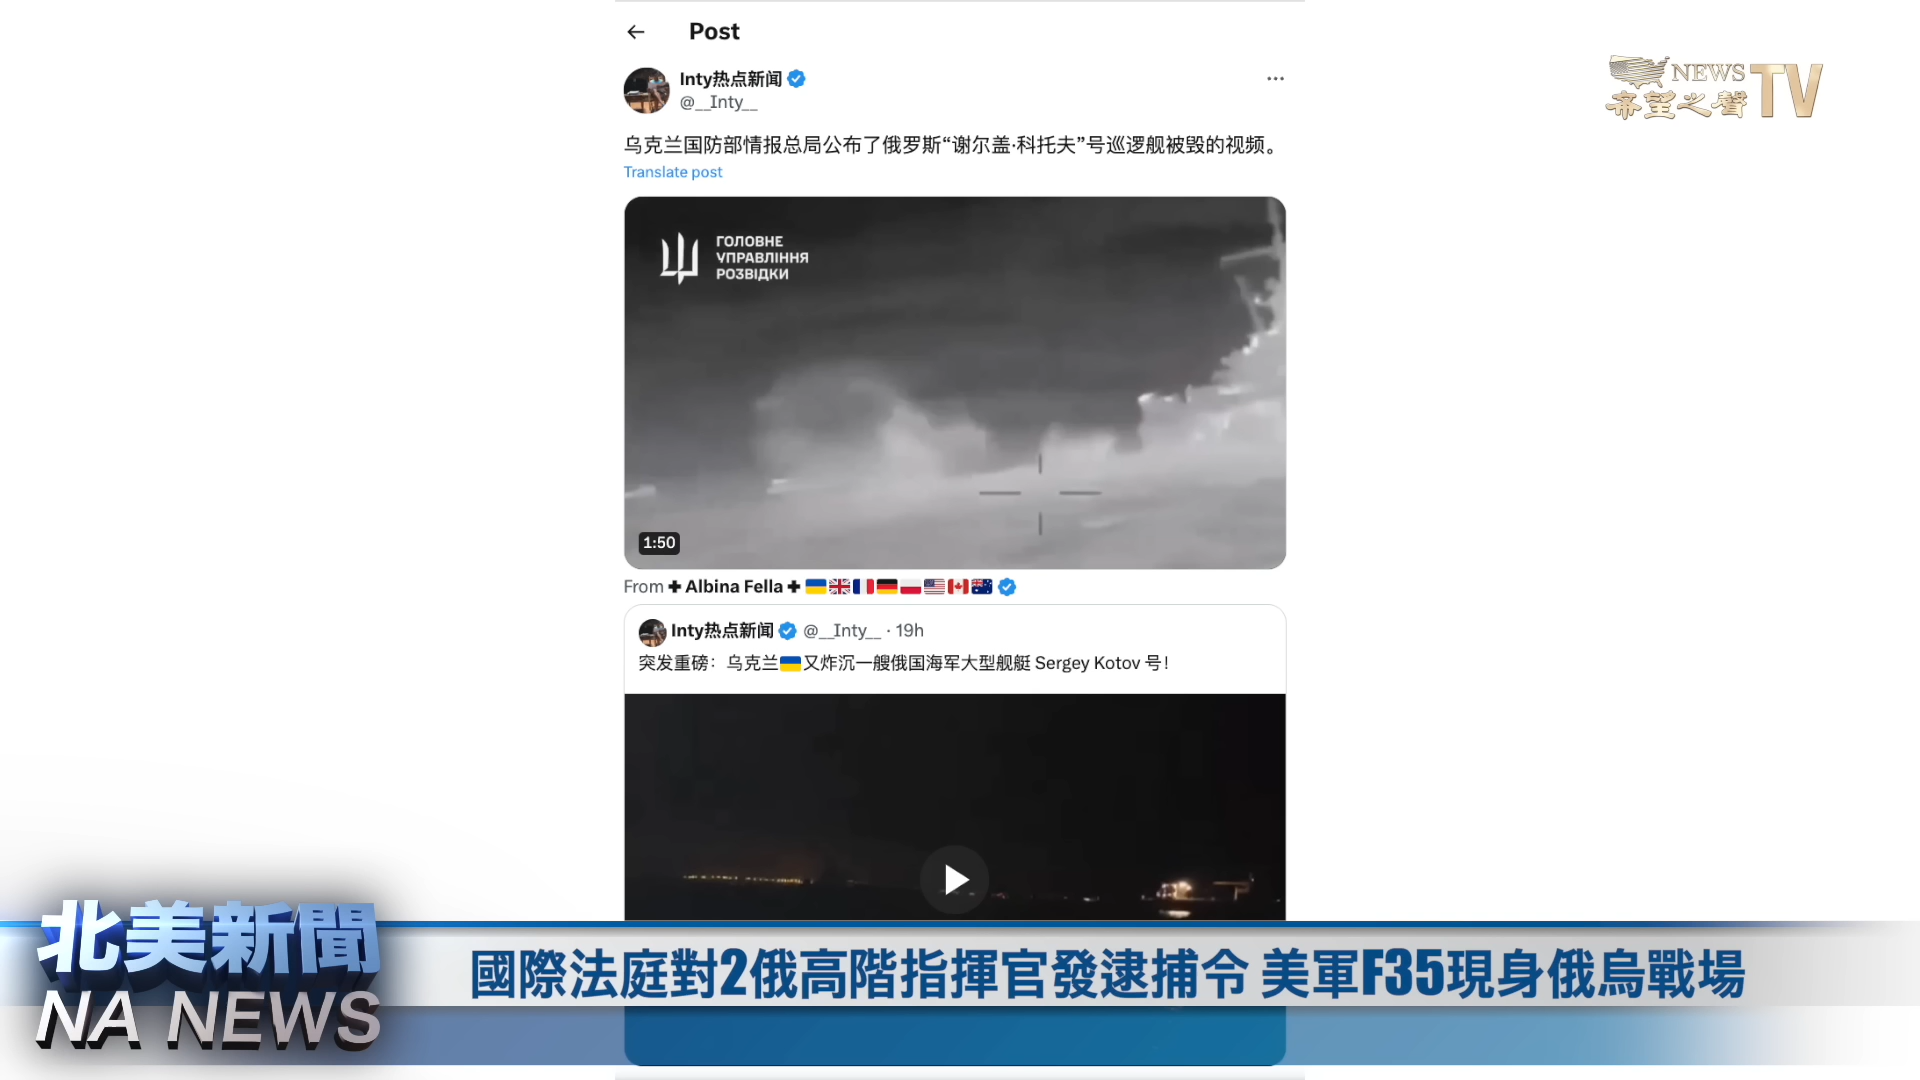 Post
Inty热点新闻
@__Inty__
NEWS
希望之聲TV
乌克兰国防部情报总局公布了俄罗斯“谢尔盖·科托夫”号巡逻舰被毁的视频。
Translate post
ГОЛОВНЕ
УПРАВЛІННЯ
РОЗВІДКИ
1:50
From ✚ Albina Fella ✚ 🇺🇦🇬🇧🇫🇷🇩🇪🇵🇱🇺🇸🇨🇦🇦🇺
Inty热点新闻 @__Inty__ · 19h
突发重磅：乌克兰🇺🇦又炸沉一艘俄国海军大型舰艇 Sergey Kotov 号！
北美新聞
NA NEWS
國際法庭對2俄高階指揮官發逮捕令 美軍F35現身俄烏戰場